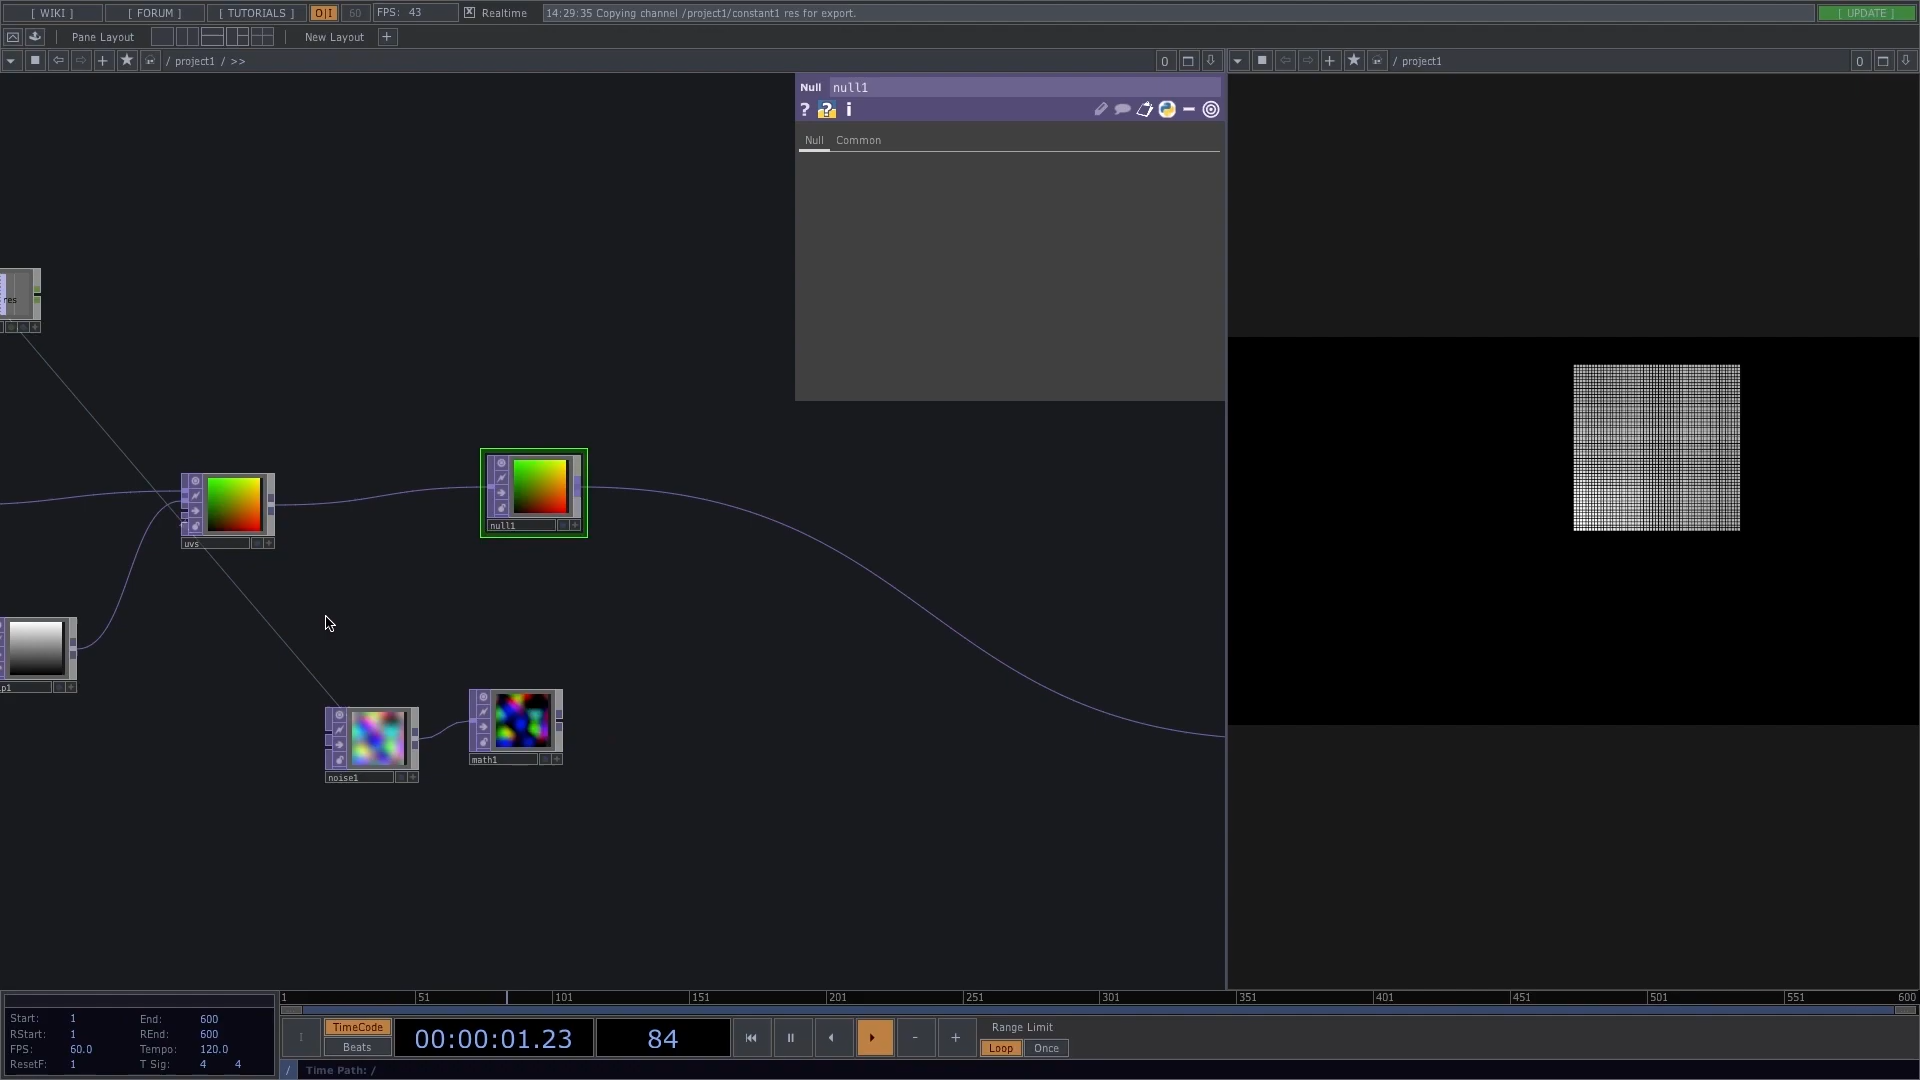 [ WIKI ] [ FORUM ] [ TUTORIALS ] O|I 60 FPS: 43 Realtime 14:29:35 Copying channel /project1/constant1 res for export. [ UPDATE ]
Pane Layout New Layout +
/ project1 / >> 0 / project1 0
Null null1
? ? i
Null Common
res
null1
uvs
p1
math1
noise1
1 51 101 151 201 251 301 351 401 451 501 551 600
Start: 1 End: 600
RStart: 1 REnd: 600
FPS: 60.0 Tempo: 120.0
ResetF: 1 T Sig: 4 4
TimeCode
Beats
00:00:01.23 84 - +
Range Limit
Loop Once
/ Time Path: /